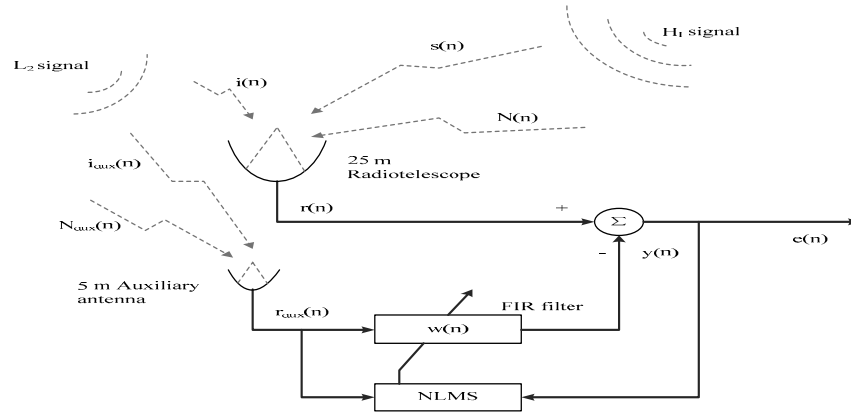 H₁ signal
s(n)
L₂ signal
i(n)
N(n)
i_aux(n)
25 m
Radiotelescope
r(n)
+
Σ
N_aux(n)
-
y(n)
e(n)
5 m Auxiliary
antenna
r_aux(n)
FIR filter
w(n)
NLMS